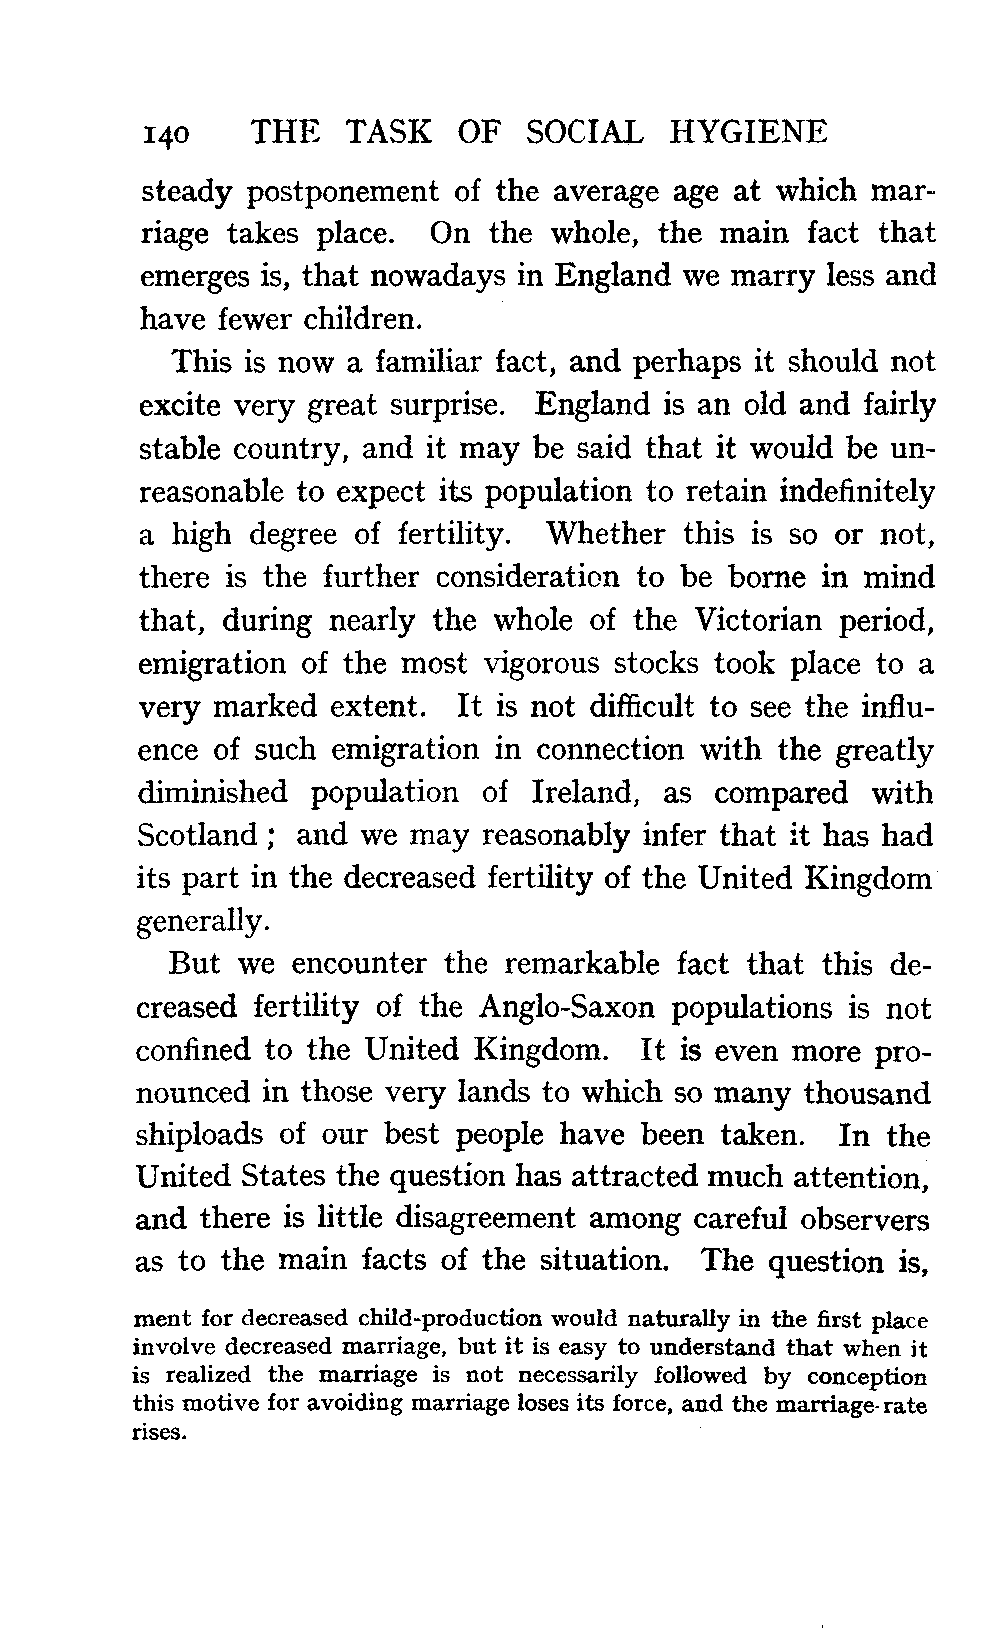 140 THE TASK OF SOCIAL HYGIENE
steady postponement of the average age at which mar-
riage takes place. On the whole, the main fact that
emerges is, that nowadays in England we marry less and
have fewer children.
This is now a familiar fact, and perhaps it should not
excite very great surprise. England is an old and fairly
stable country, and it may be said that it would be un-
reasonable to expect its population to retain indefinitely
a high degree of fertility. Whether this is so or not,
there is the further consideration to be borne in mind
that, during nearly the whole of the Victorian period,
emigration of the most vigorous stocks took place to a
very marked extent. It is not difficult to see the influ-
ence of such emigration in connection with the greatly
diminished population of Ireland, as compared with
Scotland ; and we may reasonably infer that it has had
its part in the decreased fertility of the United Kingdom
generally.
But we encounter the remarkable fact that this de-
creased fertility of the Anglo-Saxon populations is not
confined to the United Kingdom. It is even more pro-
nounced in those very lands to which so many thousand
shiploads of our best people have been taken. In the
United States the question has attracted much attention,
and there is little disagreement among careful observers
as to the main facts of the situation. The question is,
ment for decreased child-production would naturally in the first place
involve decreased marriage, but it is easy to understand that when it
is realized the marriage is not necessarily followed by conception
this motive for avoiding marriage loses its force, and the marriage-rate
rises.